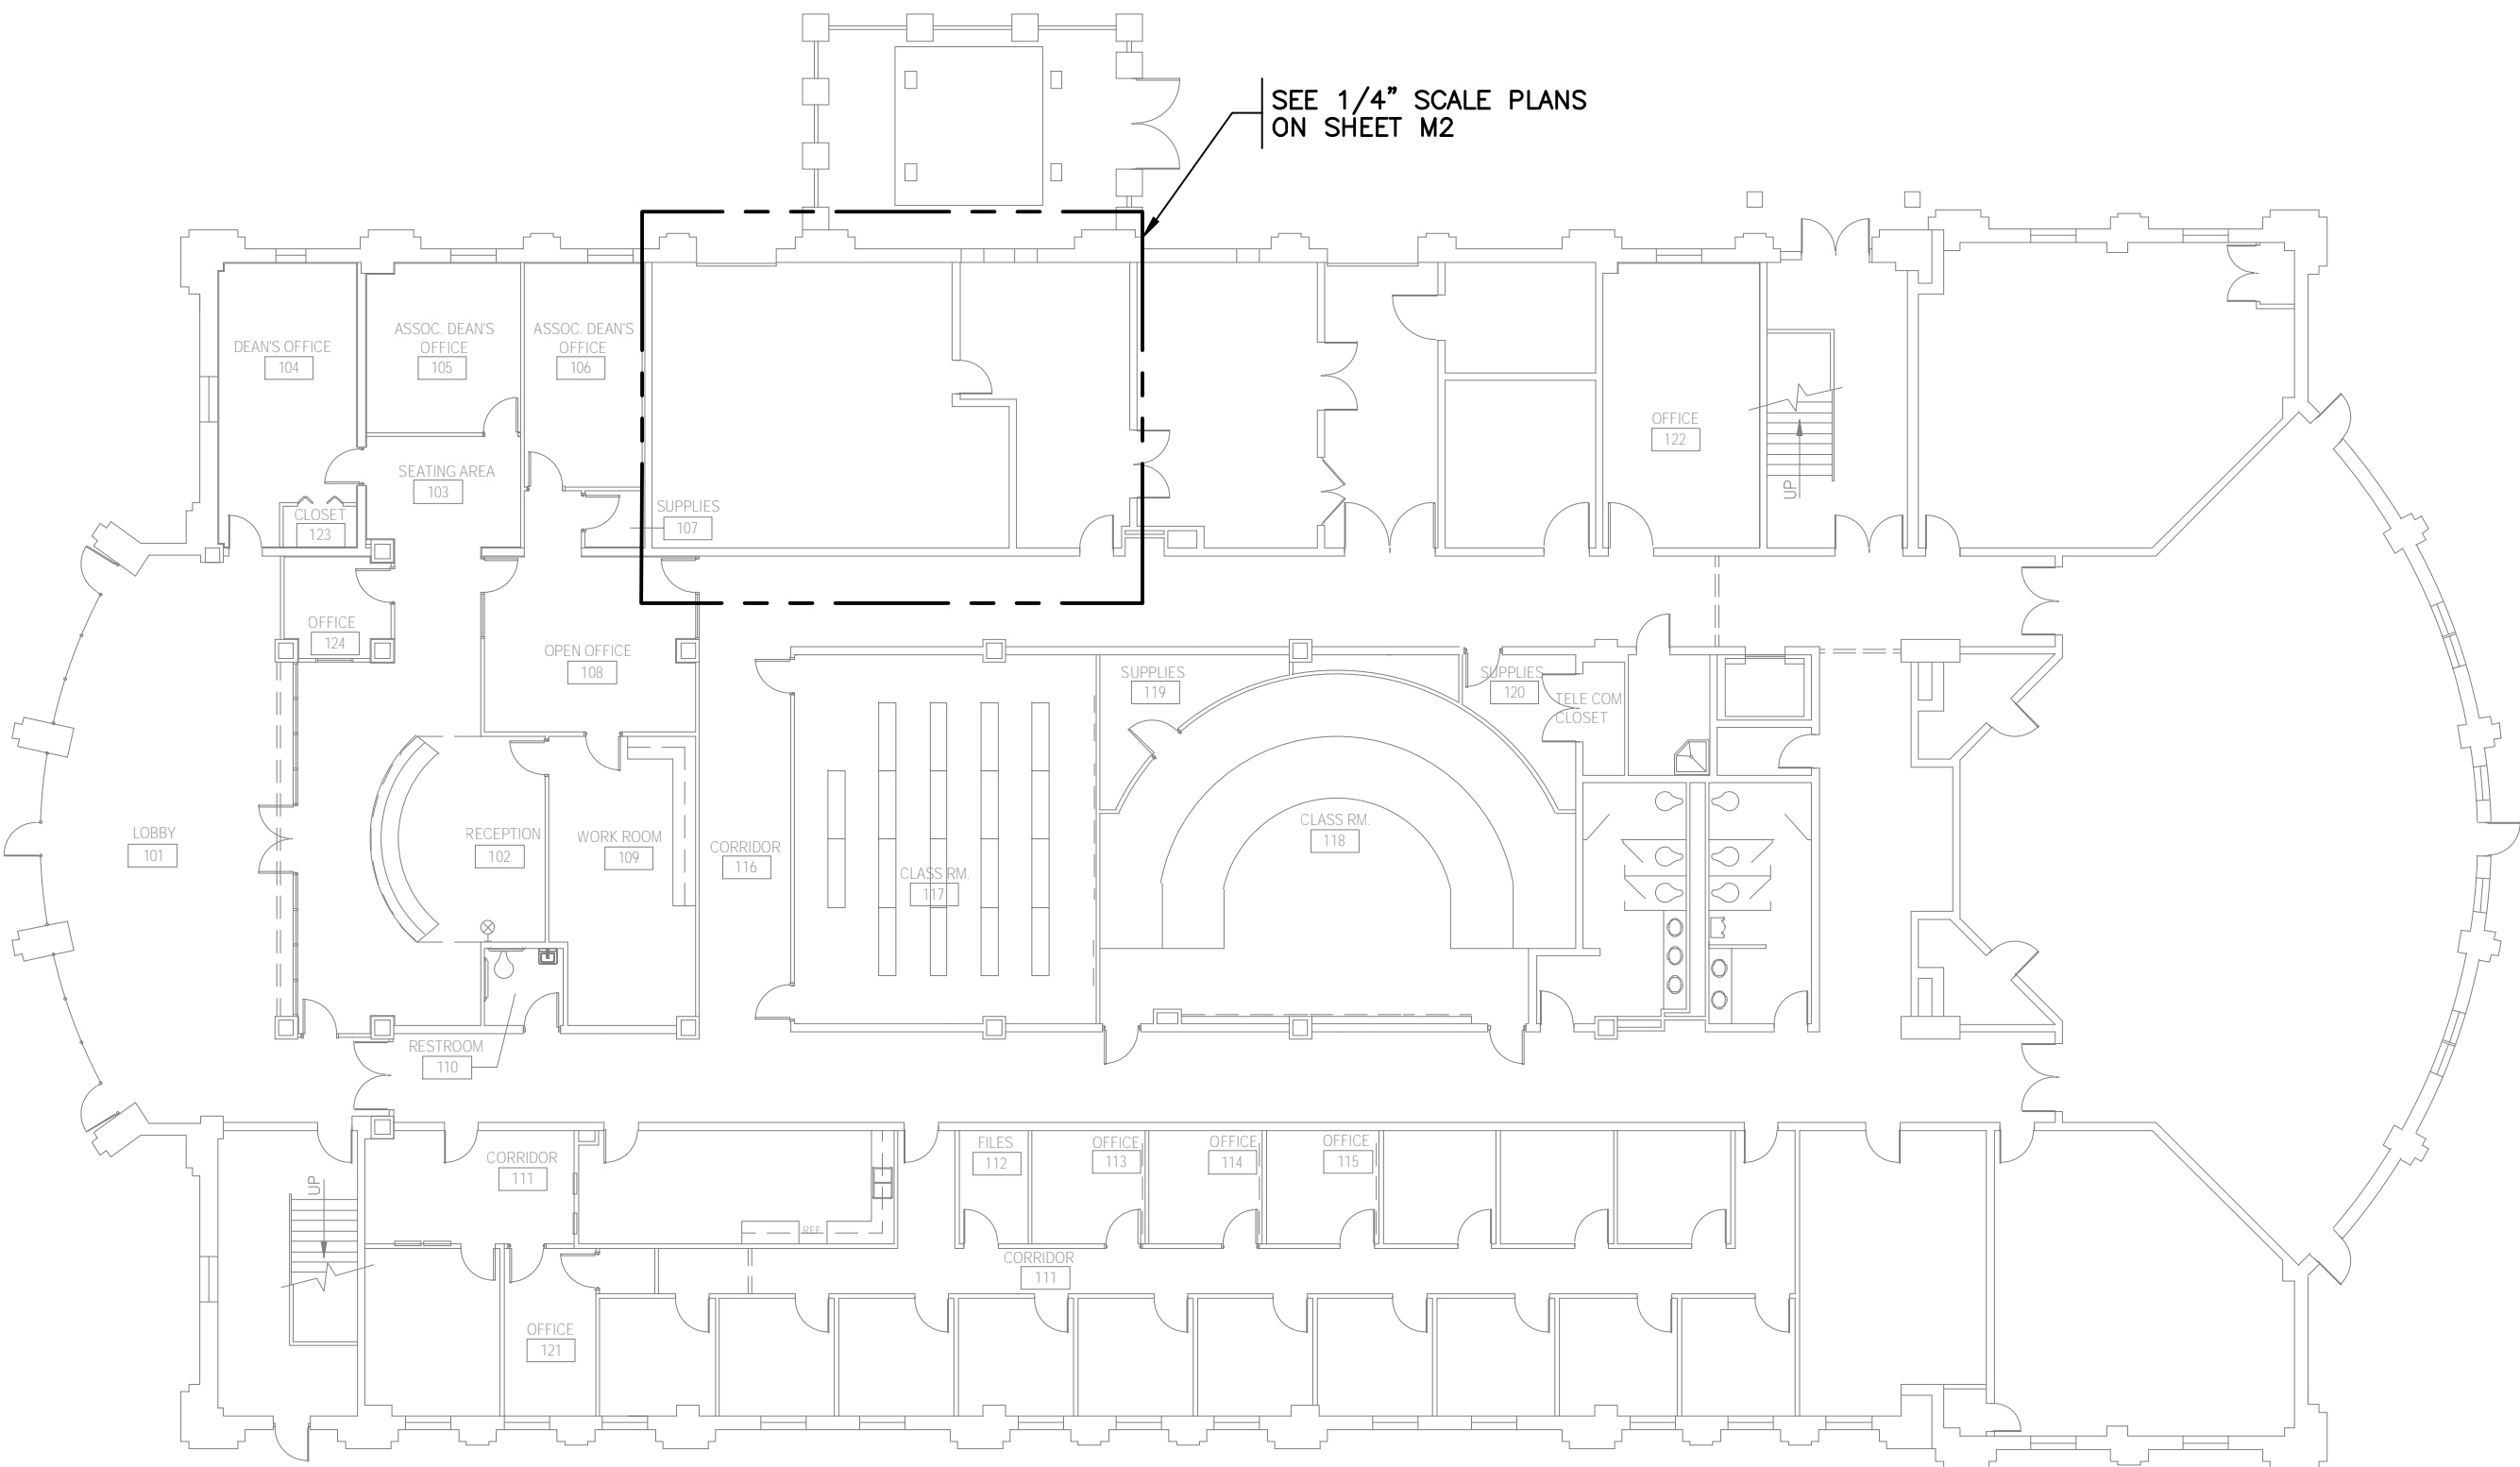 SEE 1/4" SCALE PLANS
ON SHEET M2
ASSOC. DEAN'S
OFFICE
105
ASSOC. DEAN'S
OFFICE
106
DEAN'S OFFICE
104
OFFICE
122
UP
SEATING AREA
103
CLOSET
123
SUPPLIES
107
OFFICE
124
OPEN OFFICE
108
SUPPLIES
119
SUPPLIES
120
TELE COM
CLOSET
LOBBY
101
RECEPTION
102
WORK ROOM
109
CORRIDOR
116
CLASS RM.
117
CLASS RM.
118
RESTROOM
110
UP
CORRIDOR
111
FILES
112
OFFICE
113
OFFICE
114
OFFICE
115
REF.
CORRIDOR
111
OFFICE
121